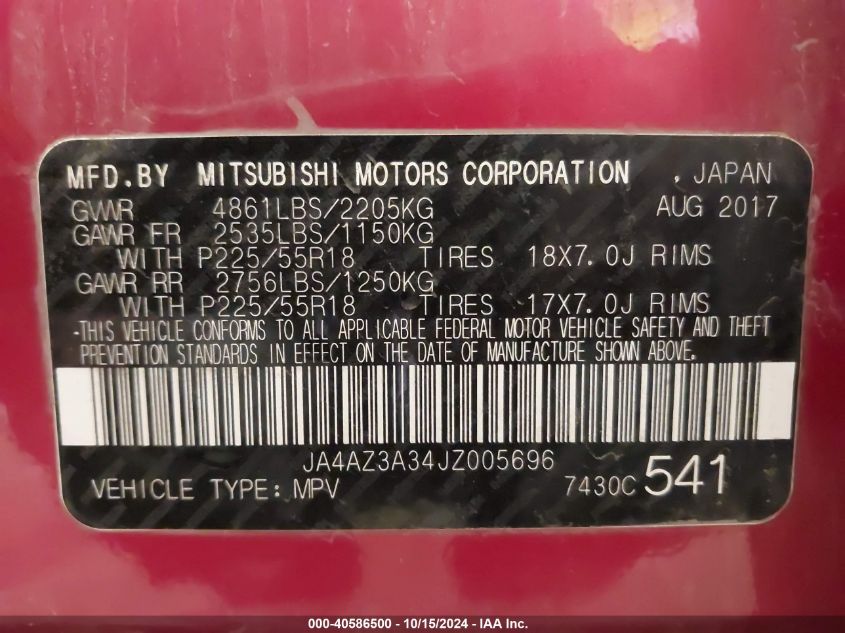 MFD.BY MITSUBISHI MOTORS CORPORATION , JAPAN
GVWR 4861LBS/2205KG AUG 2017
GAWR FR 2535LBS/1150KG
WITH P225/55R18 TIRES 18X7.0J RIMS
GAWR RR 2756LBS/1250KG
WITH P225/55R18 TIRES 17X7.0J RIMS
-THIS VEHICLE CONFORMS TO ALL APPLICABLE FEDERAL MOTOR VEHICLE SAFETY AND THEFT
PREVENTION STANDARDS IN EFFECT ON THE DATE OF MANUFACTURE SHOWN ABOVE.
JA4AZ3A34JZ005696
VEHICLE TYPE: MPV 7430C 541
000-40586500 - 10/15/2024 - IAA Inc.